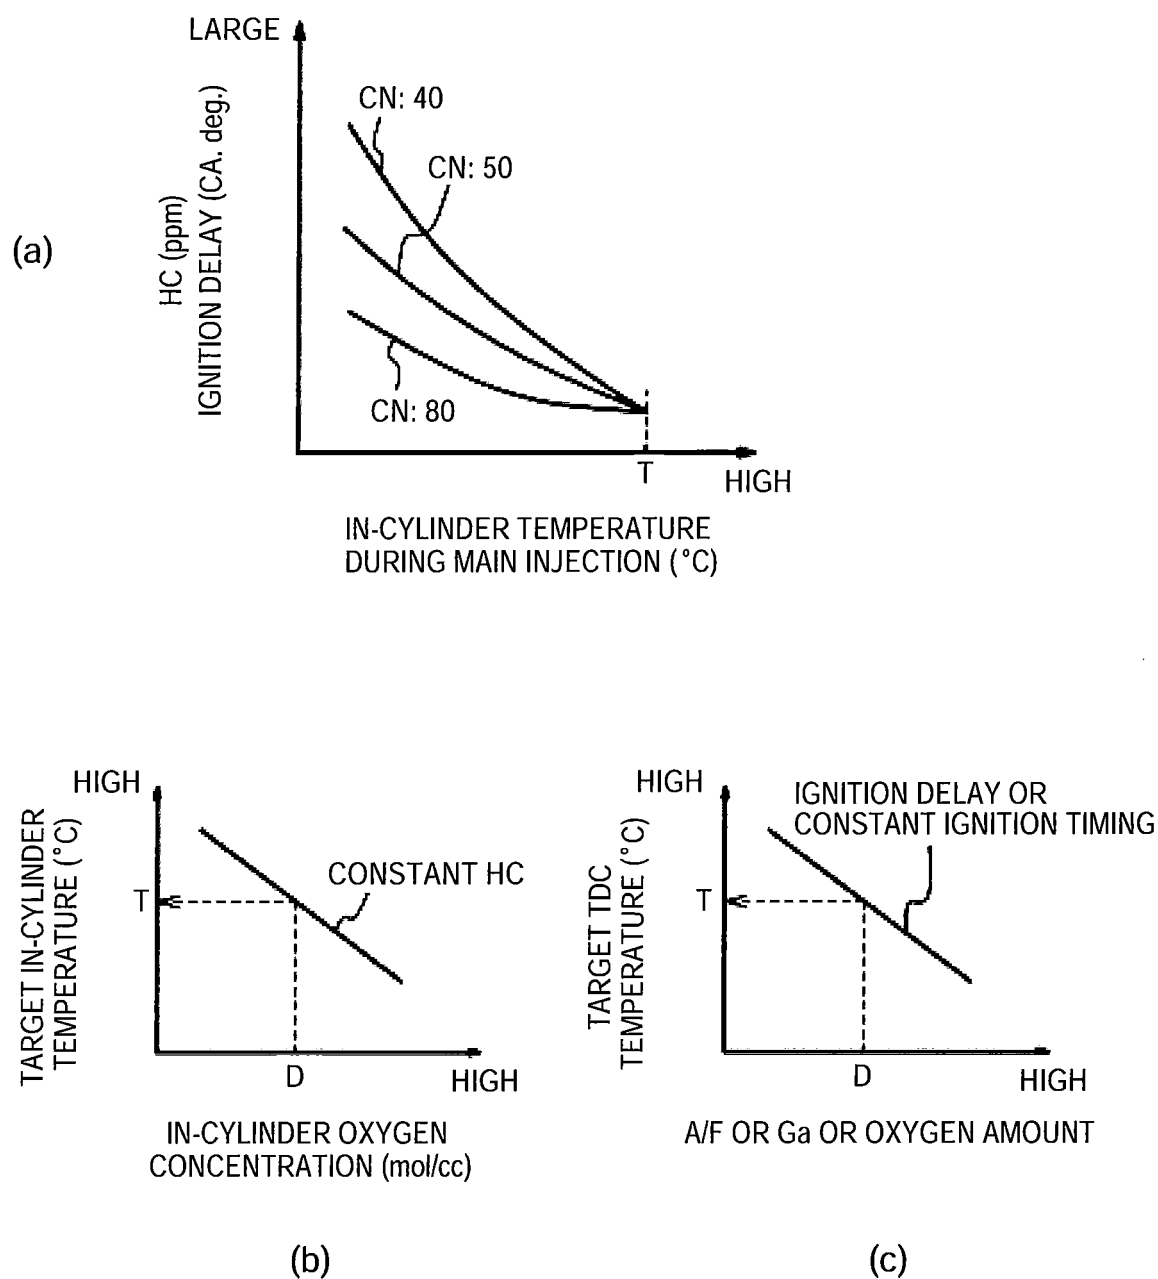 LARGE
HC (ppm)
IGNITION DELAY (CA. deg.)
CN: 40
CN: 50
CN: 80
(a)
T
HIGH
IN-CYLINDER TEMPERATURE
DURING MAIN INJECTION (°C)
HIGH
TARGET IN-CYLINDER
TEMPERATURE (°C)
CONSTANT HC
T
D
HIGH
IN-CYLINDER OXYGEN
CONCENTRATION (mol/cc)
(b)
HIGH
TARGET TDC
TEMPERATURE (°C)
IGNITION DELAY OR
CONSTANT IGNITION TIMING
T
D
HIGH
A/F OR Ga OR OXYGEN AMOUNT
(c)